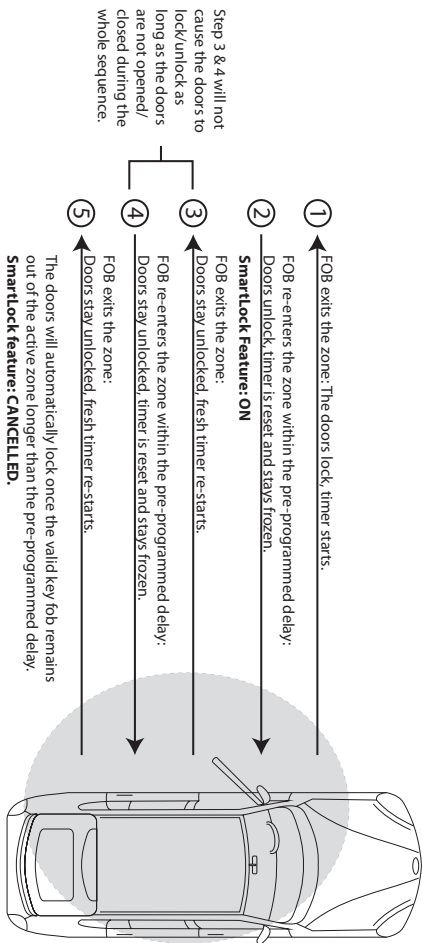 1
FOB exits the zone: The doors lock, timer starts.
2
FOB re-enters the zone within the pre-programmed delay:
Doors unlock, timer is reset and stays frozen.
SmartLock Feature: ON
3
FOB exits the zone:
Doors stay unlocked, fresh timer re-starts.
4
FOB re-enters the zone within the pre-programmed delay:
Doors stay unlocked, timer is reset and stays frozen.
5
FOB exits the zone:
Doors stay unlocked, fresh timer re-starts.
The doors will automatically lock once the valid key fob remains
out of the active zone longer than the pre-programmed delay.
SmartLock feature: CANCELLED.
Step 3 & 4 will not
cause the doors to
lock/unlock as
long as the doors
are not opened/
closed during the
whole sequence.